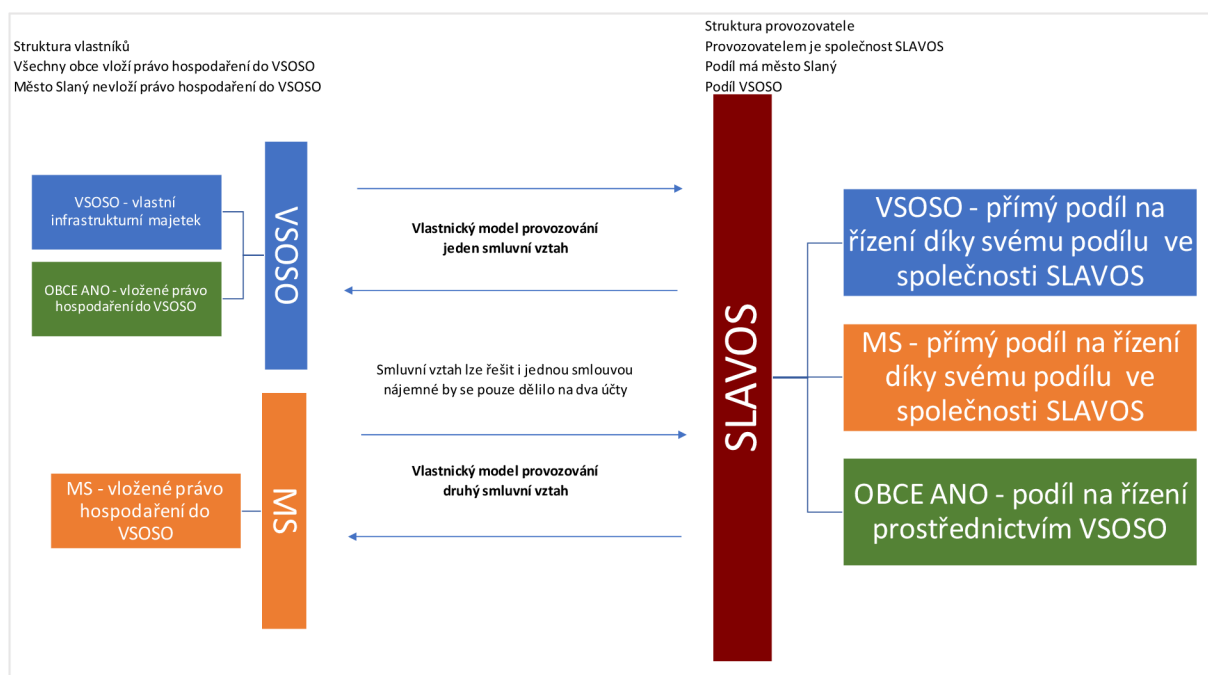 Struktura vlastníků
Všechny obce vloží právo hospodaření do VSOSO
Město Slaný nevloží právo hospodaření do VSOSO
Struktura provozovatele
Provozovatelem je společnost SLAVOS
Podíl má město Slaný
Podíl VSOSO
VSOSO - vlastní
infrastrukturní majetek
OBCE ANO - vložené právo
hospodaření do VSOSO
VSOSO
Vlastnický model provozování
jeden smluvní vztah
Smluvní vztah lze řešit i jednou smlouvou
nájemné by se pouze dělilo na dva účty
MS - vložené právo
hospodaření do
VSOSO
MS
Vlastnický model provozování
druhý smluvní vztah
SLAVOS
VSOSO - přímý podíl na
řízení díky svému podílu ve
společnosti SLAVOS
MS - přímý podíl na řízení
díky svému podílu ve
společnosti SLAVOS
OBCE ANO - podíl na řízení
prostřednictvím VSOSO